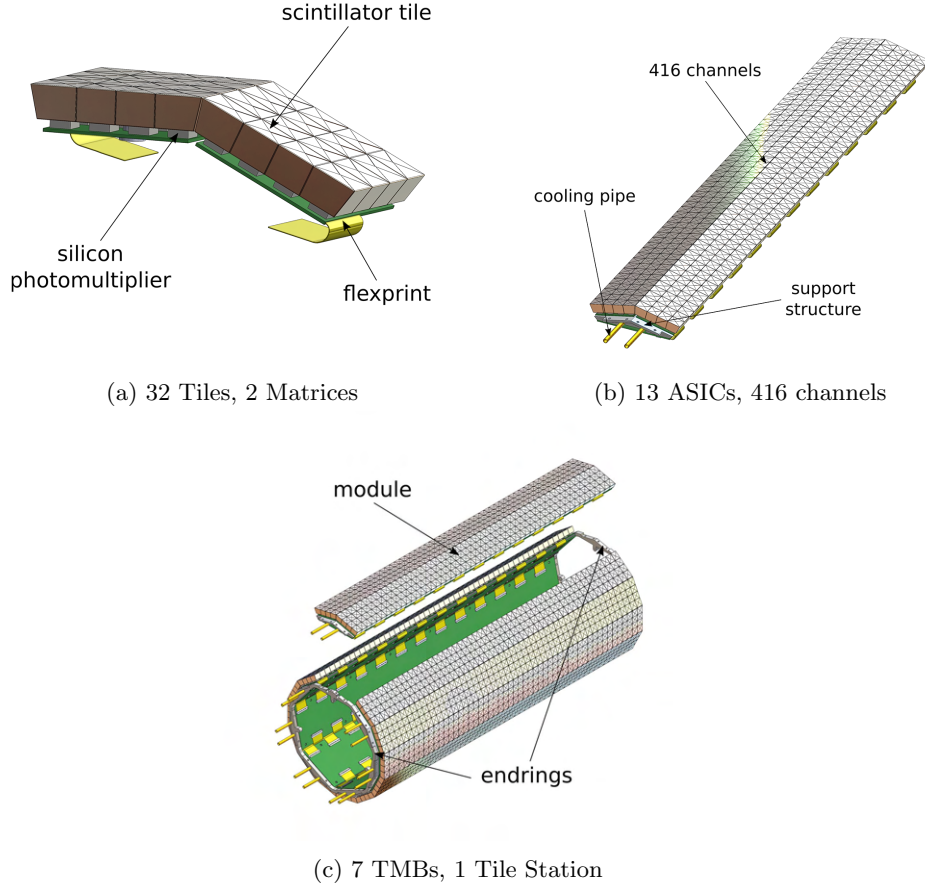 scintillator tile
silicon
photomultiplier
flexprint
(a) 32 Tiles, 2 Matrices
416 channels
cooling pipe
support
structure
(b) 13 ASICs, 416 channels
module
endrings
(c) 7 TMBs, 1 Tile Station